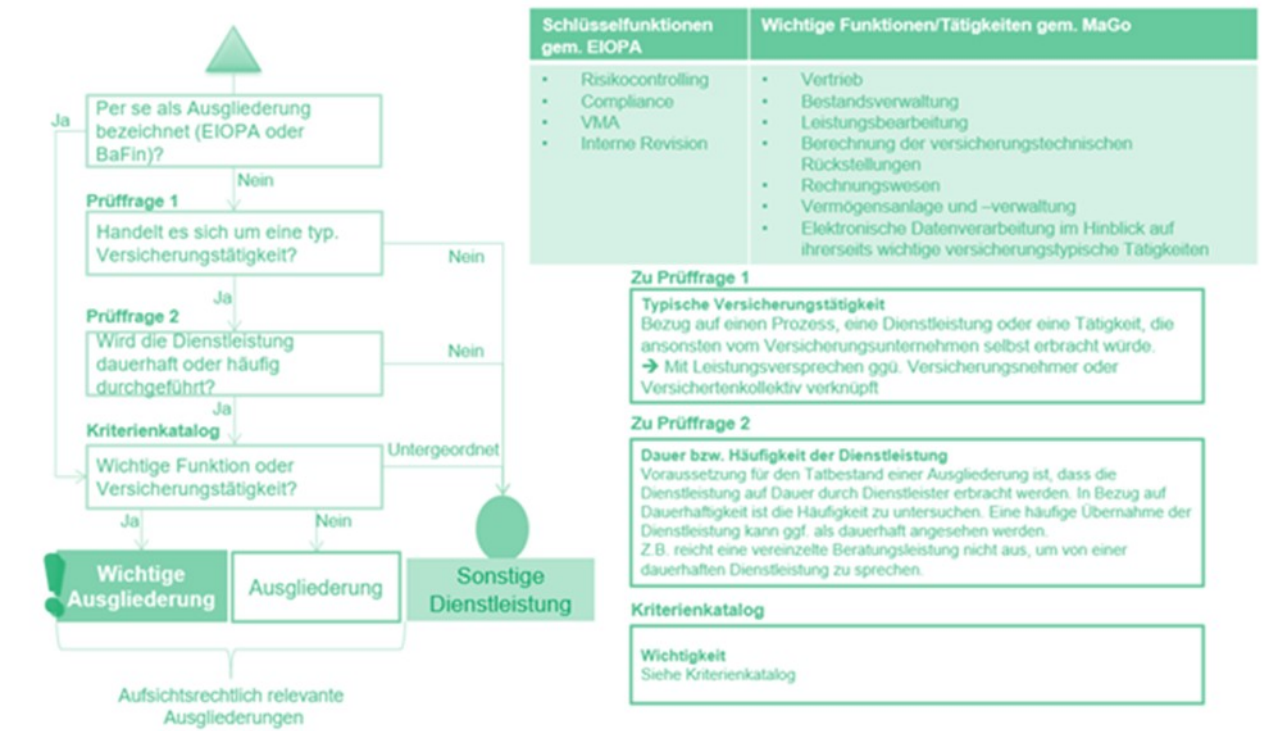 Schlüsselfunktionen
gem. EIOPA
Wichtige Funktionen/Tätigkeiten gem. MaGo
• Risikocontrolling
• Compliance
• VMA
• Interne Revision
• Vertrieb
• Bestandsverwaltung
• Leistungsbearbeitung
• Berechnung der versicherungstechnischen
Rückstellungen
• Rechnungswesen
• Vermögensanlage und –verwaltung
• Elektronische Datenverarbeitung im Hinblick auf
ihrerseits wichtige versicherungstypische Tätigkeiten
Per se als Ausgliederung
bezeichnet (EIOPA oder
BaFin)?
Ja
Nein
Prüffrage 1
Handelt es sich um eine typ.
Versicherungstätigkeit?
Nein
Ja
Prüffrage 2
Wird die Dienstleistung
dauerhaft oder häufig
durchgeführt?
Nein
Ja
Kriterienkatalog
Wichtige Funktion oder
Versicherungstätigkeit?
Untergeordnet
Ja
Nein
! Wichtige
Ausgliederung
Ausgliederung
Sonstige
Dienstleistung
Aufsichtsrechtlich relevante
Ausgliederungen
Zu Prüffrage 1
Typische Versicherungstätigkeit
Bezug auf einen Prozess, eine Dienstleistung oder eine Tätigkeit, die
ansonsten vom Versicherungsunternehmen selbst erbracht würde.
➔ Mit Leistungsversprechen ggü. Versicherungsnehmer oder
Versichertenkollektiv verknüpft
Zu Prüffrage 2
Dauer bzw. Häufigkeit der Dienstleistung
Voraussetzung für den Tatbestand einer Ausgliederung ist, dass die
Dienstleistung auf Dauer durch Dienstleister erbracht werden. In Bezug auf
Dauerhaftigkeit ist die Häufigkeit zu untersuchen. Eine häufige Übernahme der
Dienstleistung kann ggf. als dauerhaft angesehen werden.
Z.B. reicht eine vereinzelte Beratungsleistung nicht aus, um von einer
dauerhaften Dienstleistung zu sprechen.
Kriterienkatalog
Wichtigkeit
Siehe Kriterienkatalog